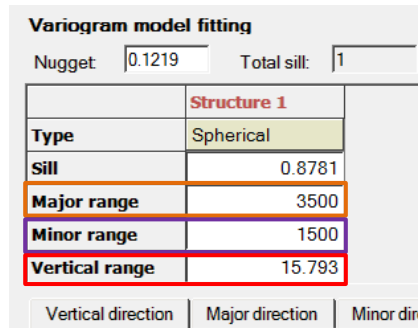 Variogram model fitting
Nugget: 0.1219 Total sill: 1
Structure 1
Type Spherical
Sill 0.8781
Major range 3500
Minor range 1500
Vertical range 15.793
Vertical direction Major direction Minor